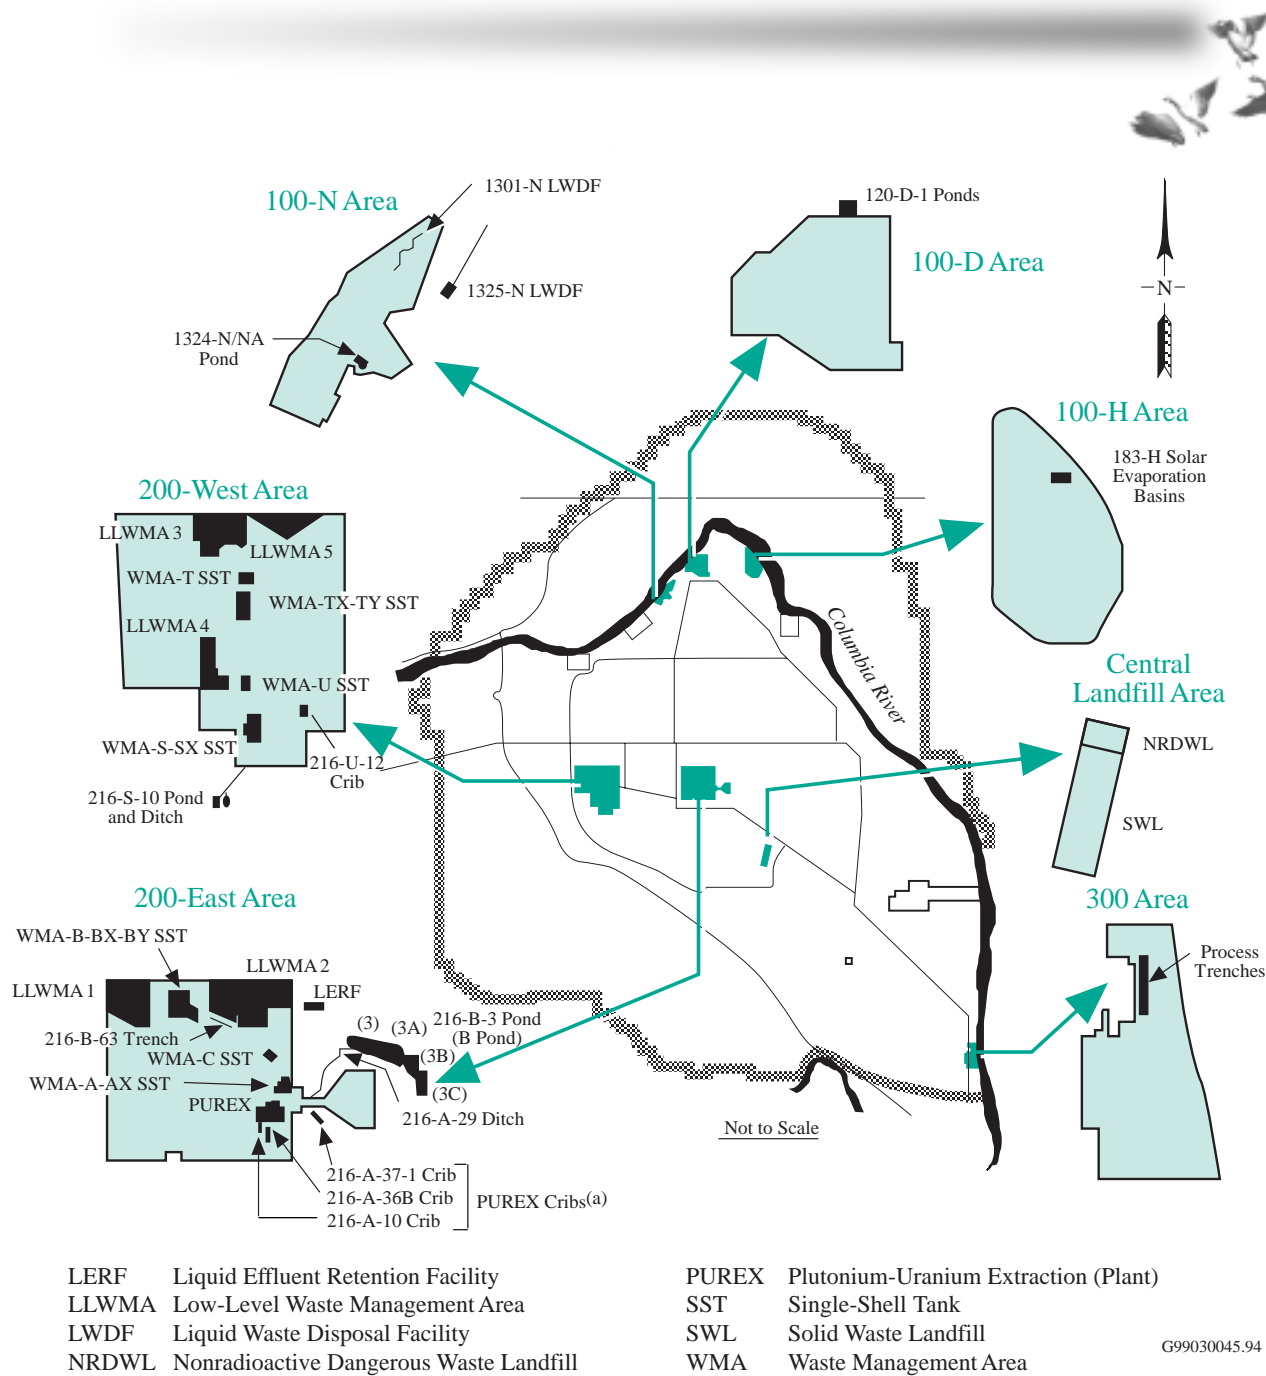 100-N Area
1301-N LWDF
1325-N LWDF
1324-N/NA
Pond
120-D-1 Ponds
100-D Area
N
100-H Area
183-H Solar
Evaporation
Basins
200-West Area
LLWMA 3
LLWMA 5
WMA-T SST
WMA-TX-TY SST
LLWMA 4
WMA-U SST
WMA-S-SX SST
216-U-12
Crib
216-S-10 Pond
and Ditch
Columbia River
Central
Landfill Area
NRDWL
SWL
200-East Area
WMA-B-BX-BY SST
LLWMA 2
LLWMA 1
LERF
216-B-63 Trench
WMA-C SST
WMA-A-AX SST
PUREX
(3)
(3A)
(3B)
(3C)
216-B-3 Pond
(B Pond)
216-A-29 Ditch
216-A-37-1 Crib
216-A-36B Crib
216-A-10 Crib
PUREX Cribs(a)
300 Area
Process
Trenches
Not to Scale
LERF Liquid Effluent Retention Facility
LLWMA Low-Level Waste Management Area
LWDF Liquid Waste Disposal Facility
NRDWL Nonradioactive Dangerous Waste Landfill
PUREX Plutonium-Uranium Extraction (Plant)
SST Single-Shell Tank
SWL Solid Waste Landfill
WMA Waste Management Area
G99030045.94